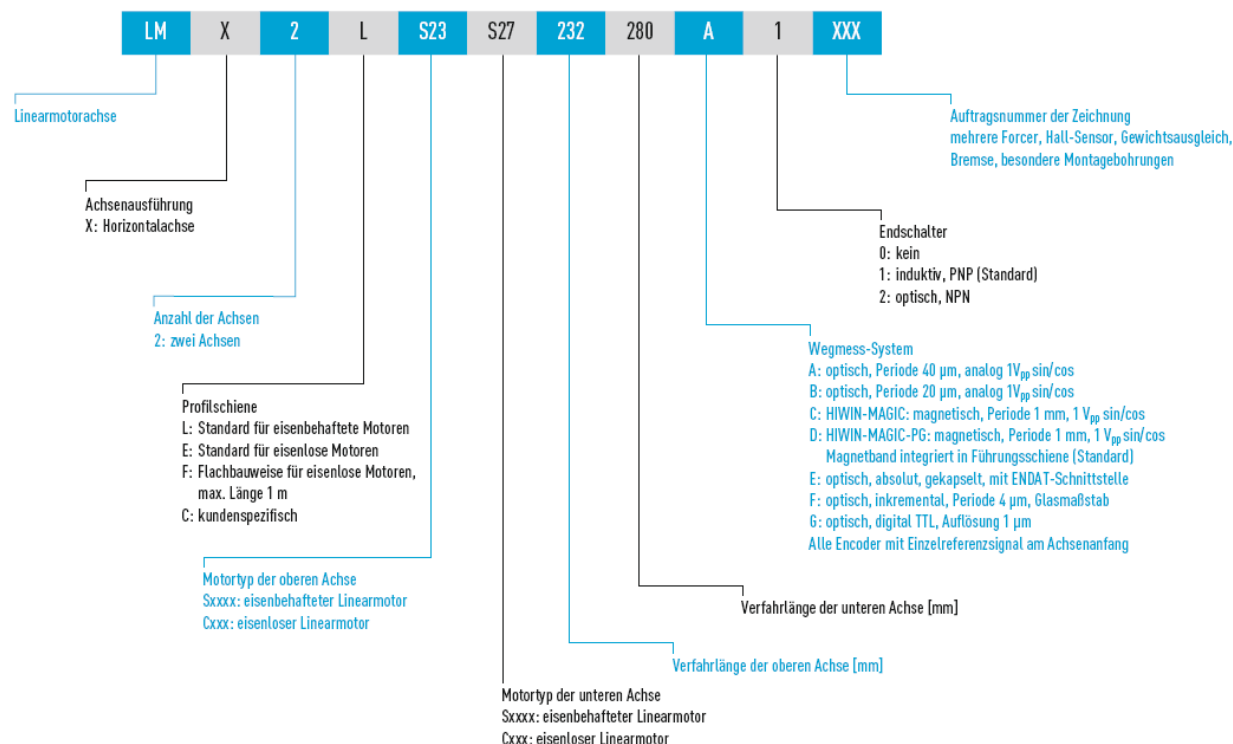 LM X 2 L S23 S27 232 280 A 1 XXX
Linearmotorachse
Auftragsnummer der Zeichnung
mehrere Forcer, Hall-Sensor, Gewichtsausgleich,
Bremse, besondere Montagebohrungen
Achsenausführung
X: Horizontalachse
Endschalter
0: kein
1: induktiv, PNP (Standard)
2: optisch, NPN
Anzahl der Achsen
2: zwei Achsen
Wegmess-System
A: optisch, Periode 40 µm, analog 1Vpp sin/cos
B: optisch, Periode 20 µm, analog 1Vpp sin/cos
C: HIWIN-MAGIC: magnetisch, Periode 1 mm, 1 Vpp sin/cos
D: HIWIN-MAGIC-PG: magnetisch, Periode 1 mm, 1 Vpp sin/cos
Magnetband integriert in Führungsschiene (Standard)
E: optisch, absolut, gekapselt, mit ENDAT-Schnittstelle
F: optisch, inkremental, Periode 4 µm, Glasmaßstab
G: optisch, digital TTL, Auflösung 1 µm
Alle Encoder mit Einzelreferenzsignal am Achsenanfang
Profilschiene
L: Standard für eisenbehaftete Motoren
E: Standard für eisenlose Motoren
F: Flachbauweise für eisenlose Motoren,
max. Länge 1 m
C: kundenspezifisch
Motortyp der oberen Achse
Sxxxx: eisenbehafteter Linearmotor
Cxxx: eisenloser Linearmotor
Verfahrlänge der unteren Achse [mm]
Verfahrlänge der oberen Achse [mm]
Motortyp der unteren Achse
Sxxxx: eisenbehafteter Linearmotor
Cxxx: eisenloser Linearmotor